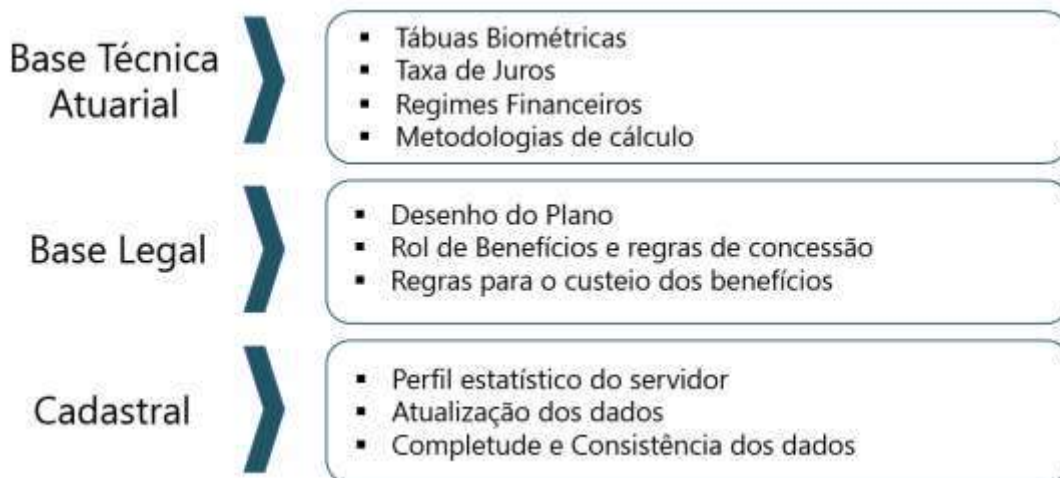 Base Técnica
Atuarial
▪ Tábuas Biométricas
▪ Taxa de Juros
▪ Regimes Financeiros
▪ Metodologias de cálculo
Base Legal
▪ Desenho do Plano
▪ Rol de Benefícios e regras de concessão
▪ Regras para o custeio dos benefícios
Cadastral
▪ Perfil estatístico do servidor
▪ Atualização dos dados
▪ Completude e Consistência dos dados